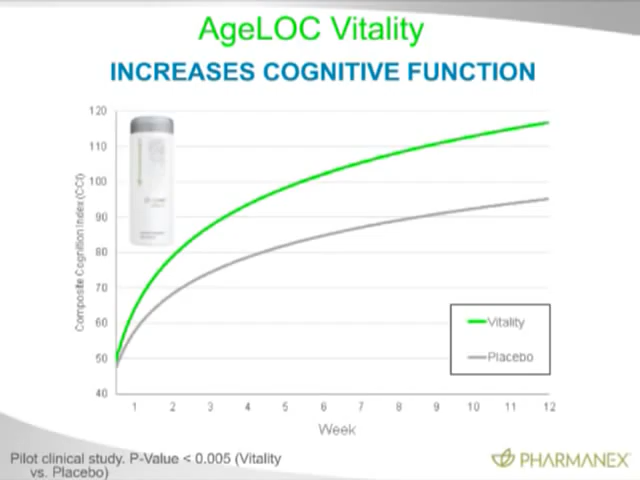 AgeLOC Vitality
INCREASES COGNITIVE FUNCTION
120
110
100
90
80
70
60
50
40
Composite Cognition Index (CCI)
1 2 3 4 5 6 7 8 9 10 11 12
Week
Vitality
Placebo
Pilot clinical study. P-Value < 0.005 (Vitality
vs. Placebo)
PHARMANEX